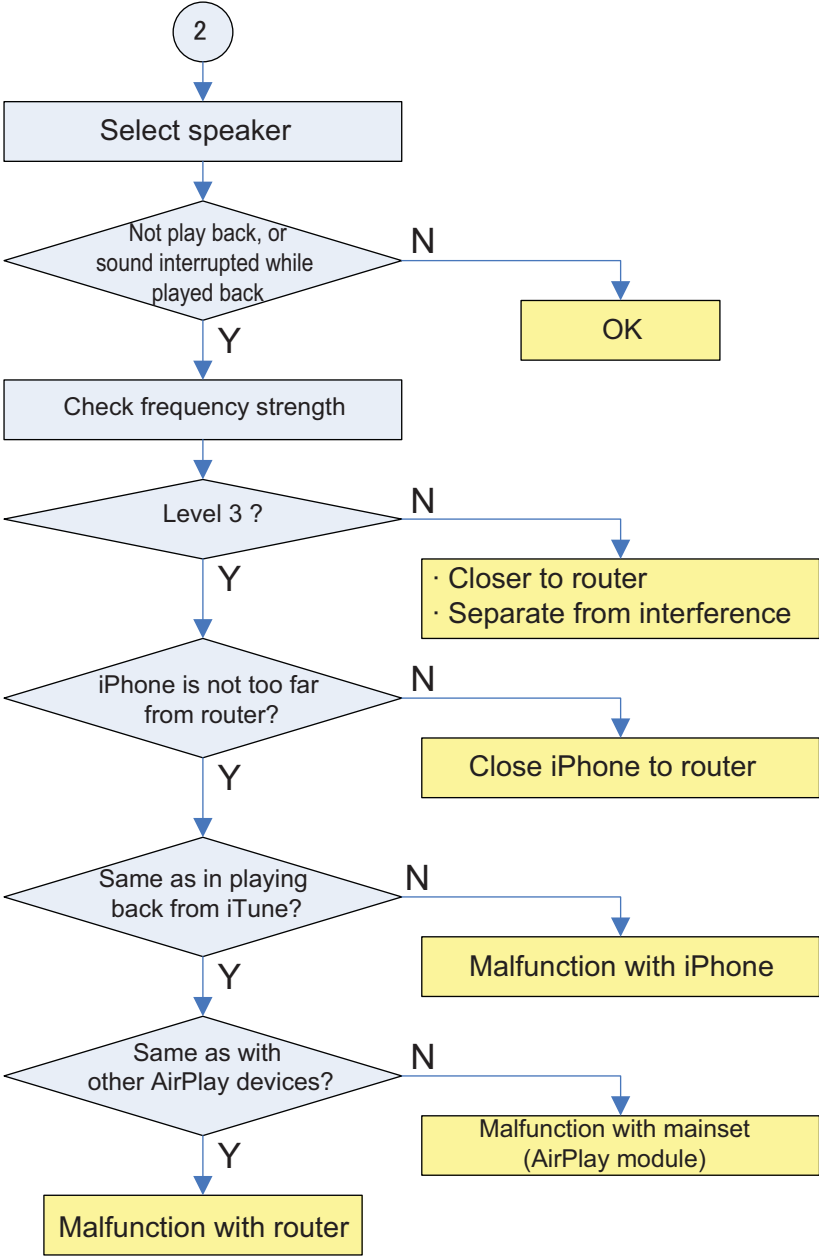 2
Select speaker
Not play back, or
sound interrupted while
played back
N
OK
Y
Check frequency strength
Level 3 ?
N
· Closer to router
· Separate from interference
Y
iPhone is not too far
from router?
N
Close iPhone to router
Y
Same as in playing
back from iTune?
N
Malfunction with iPhone
Y
Same as with
other AirPlay devices?
N
Malfunction with mainset
(AirPlay module)
Y
Malfunction with router